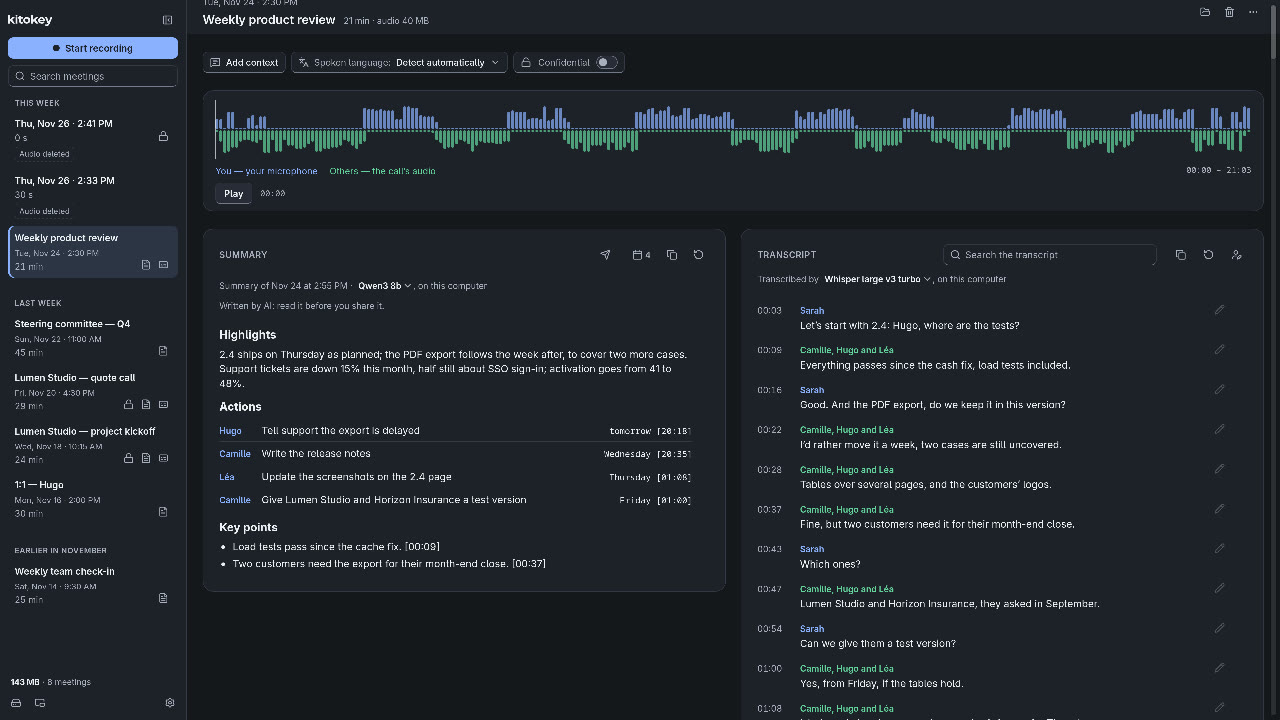 kitokey
Start recording
Search meetings
THIS WEEK
Thu, Nov 26 · 2:41 PM
0 s
Audio deleted
Thu, Nov 26 · 2:33 PM
30 s
Audio deleted
Weekly product review
Tue, Nov 24 · 2:30 PM
21 min
LAST WEEK
Steering committee — Q4
Sun, Nov 22 · 11:00 AM
45 min
Lumen Studio — quote call
Fri, Nov 20 · 4:30 PM
29 min
Lumen Studio — project kickoff
Wed, Nov 18 · 10:15 AM
24 min
1:1 — Hugo
Mon, Nov 16 · 2:00 PM
30 min
EARLIER IN NOVEMBER
Weekly team check-in
Sat, Nov 14 · 9:30 AM
25 min
143 MB · 8 meetings
Tue, Nov 24 · 2:30 PM
Weekly product review 21 min · audio 40 MB
Add context
Spoken language: Detect automatically
Confidential
You — your microphone Others — the call's audio
00:00 – 21:03
Play 00:00
SUMMARY
4
Summary of Nov 24 at 2:55 PM · Qwen3 8b , on this computer
Written by AI: read it before you share it.
Highlights
2.4 ships on Thursday as planned; the PDF export follows the week after, to cover two more cases.
Support tickets are down 15% this month, half still about SSO sign-in; activation goes from 41 to
48%.
Actions
Hugo Tell support the export is delayed tomorrow [20:18]
Camille Write the release notes Wednesday [20:35]
Léa Update the screenshots on the 2.4 page Thursday [01:08]
Camille Give Lumen Studio and Horizon Insurance a test version Friday [01:00]
Key points
• Load tests pass since the cache fix. [00:09]
• Two customers need the export for their month-end close. [00:37]
TRANSCRIPT
Search the transcript
Transcribed by Whisper large v3 turbo , on this computer
00:03 Sarah
Let's start with 2.4: Hugo, where are the tests?
00:09 Camille, Hugo and Léa
Everything passes since the cash fix, load tests included.
00:16 Sarah
Good. And the PDF export, do we keep it in this version?
00:22 Camille, Hugo and Léa
I'd rather move it a week, two cases are still uncovered.
00:28 Camille, Hugo and Léa
Tables over several pages, and the customers' logos.
00:37 Camille, Hugo and Léa
Fine, but two customers need it for their month-end close.
00:43 Sarah
Which ones?
00:47 Camille, Hugo and Léa
Lumen Studio and Horizon Insurance, they asked in September.
00:54 Sarah
Can we give them a test version?
01:00 Camille, Hugo and Léa
Yes, from Friday, if the tables hold.
01:08 Camille, Hugo and Léa